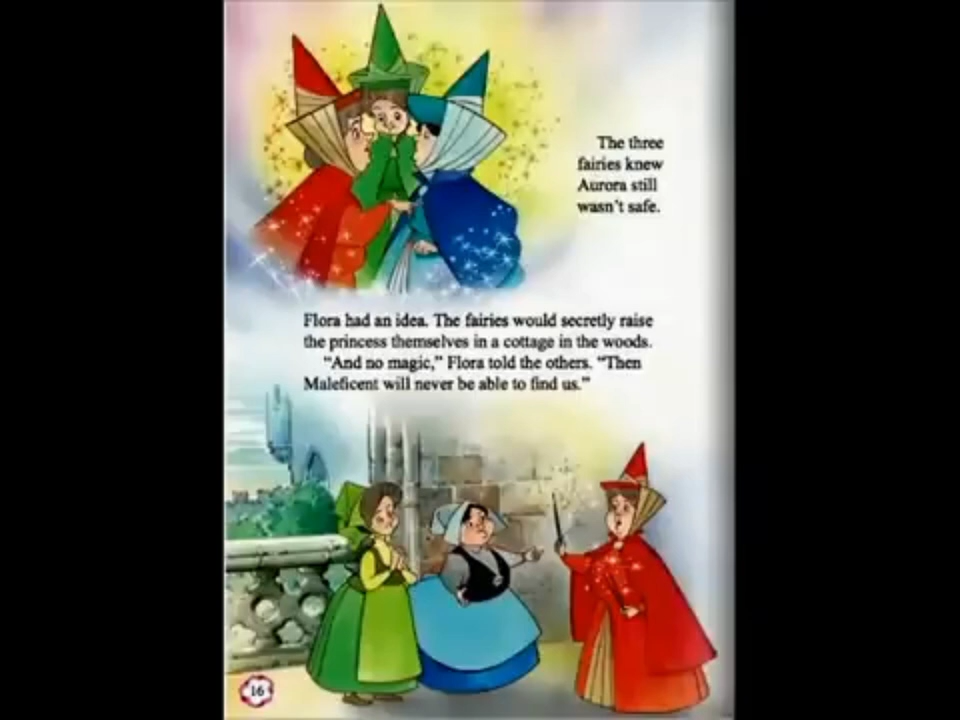 The three
fairies knew
Aurora still
wasn't safe.
Flora had an idea. The fairies would secretly raise
the princess themselves in a cottage in the woods.
"And no magic," Flora told the others. "Then
Maleficent will never be able to find us."
16